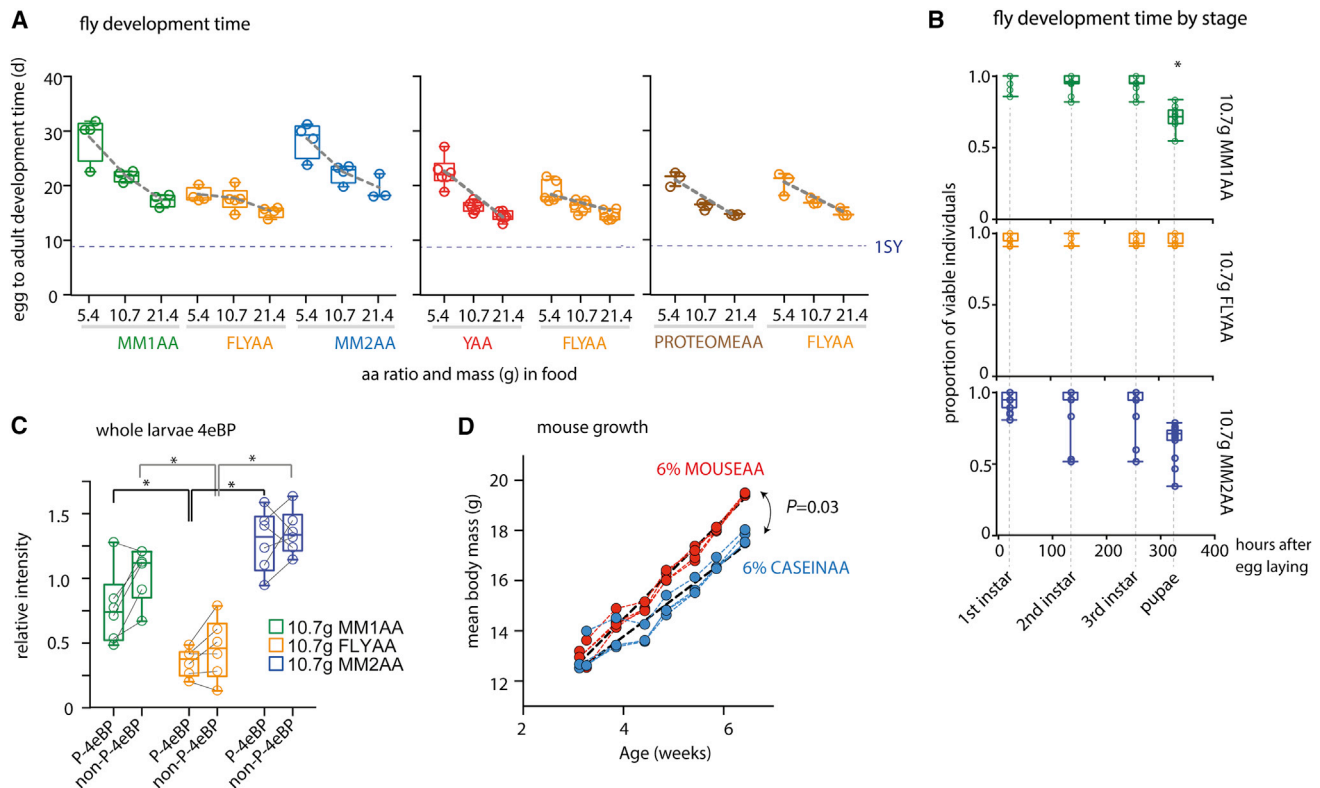 A
fly development time
egg to adult development time (d)
40
30
20
10
0
1SY
5.4 10.7 21.4 5.4 10.7 21.4 5.4 10.7 21.4
MM1AA FLYAA MM2AA
5.4 10.7 21.4 5.4 10.7 21.4
YAA FLYAA
5.4 10.7 21.4 5.4 10.7 21.4
PROTEOMEAA FLYAA
aa ratio and mass (g) in food
B
fly development time by stage
proportion of viable individuals
*
1.0
0.5
0
10.7g MM1AA
1.0
0.5
0
10.7g FLYAA
1.0
0.5
0
10.7g MM2AA
0 100 200 300 400
hours after
egg laying
1st instar
2nd instar
3rd instar
pupae
C
whole larvae 4eBP
relative intensity
* *
* *
1.5
1.0
0.5
0
10.7g MM1AA
10.7g FLYAA
10.7g MM2AA
P-4eBP
non-P-4eBP
P-4eBP
non-P-4eBP
P-4eBP
non-P-4eBP
D
mouse growth
mean body mass (g)
20
18
16
14
12
6% MOUSEAA
P=0.03
6% CASEINAA
2 4 6
Age (weeks)